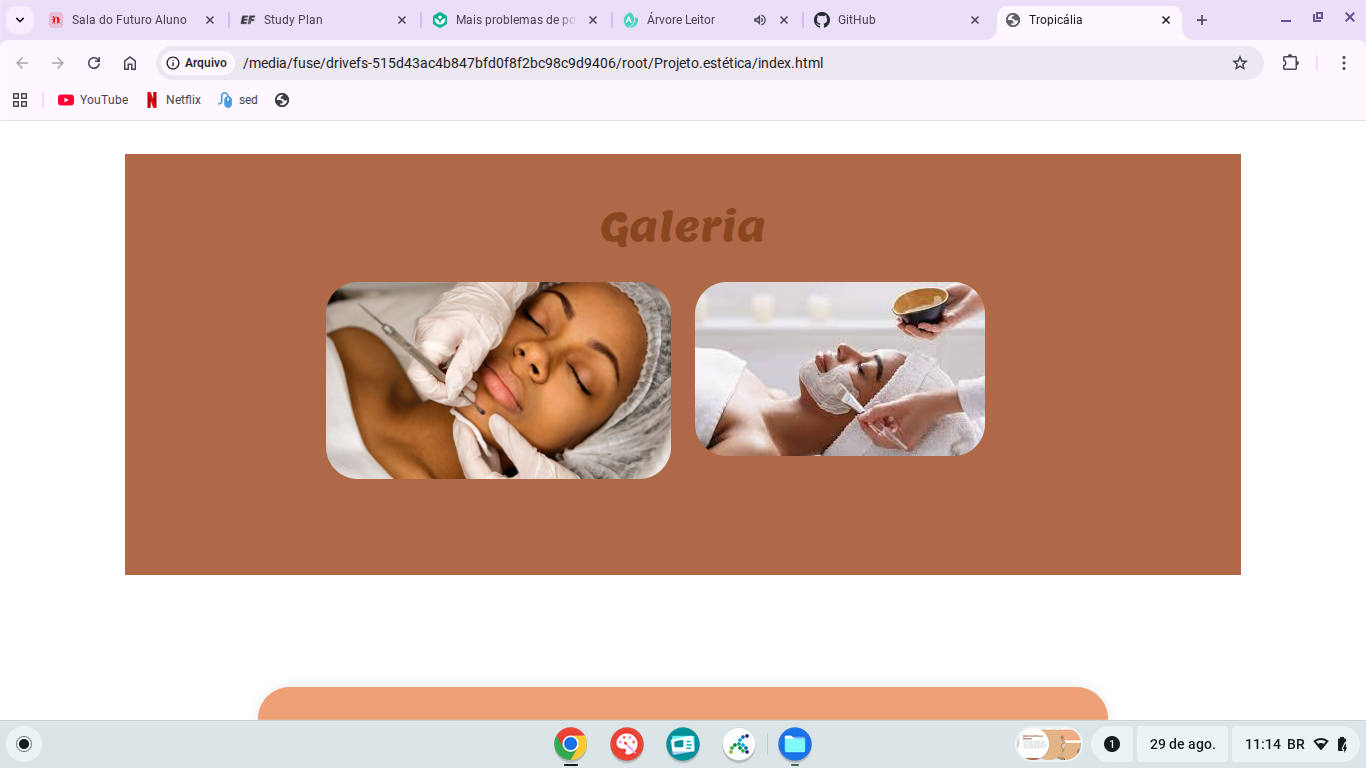 Sala do Futuro Aluno
EF Study Plan
Mais problemas de po
Árvore Leitor
GitHub
Tropicália
Arquivo /media/fuse/drivefs-515d43ac4b847bfd0f8f2bc98c9d9406/root/Projeto.estética/index.html
YouTube Netflix sed
Galeria
1 29 de ago. 11:14 BR